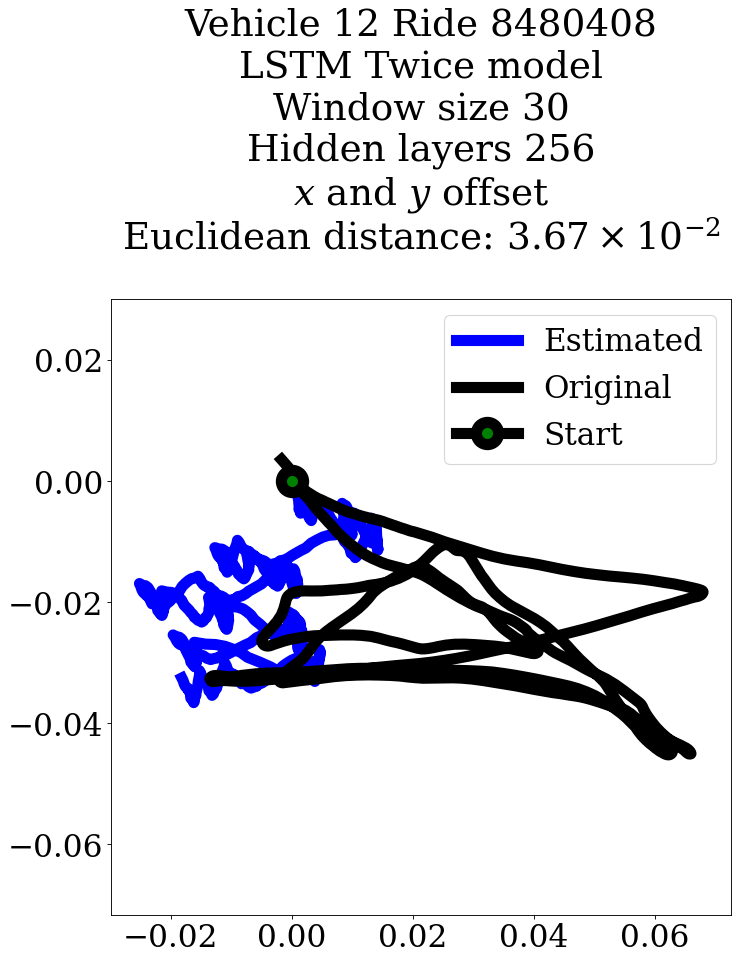 Vehicle 12 Ride 8480408
LSTM Twice model
Window size 30
Hidden layers 256
x and y offset
Euclidean distance: 3.67 × 10⁻²
Estimated
Original
Start
0.02
0.00
−0.02
−0.04
−0.06
−0.02 0.00 0.02 0.04 0.06